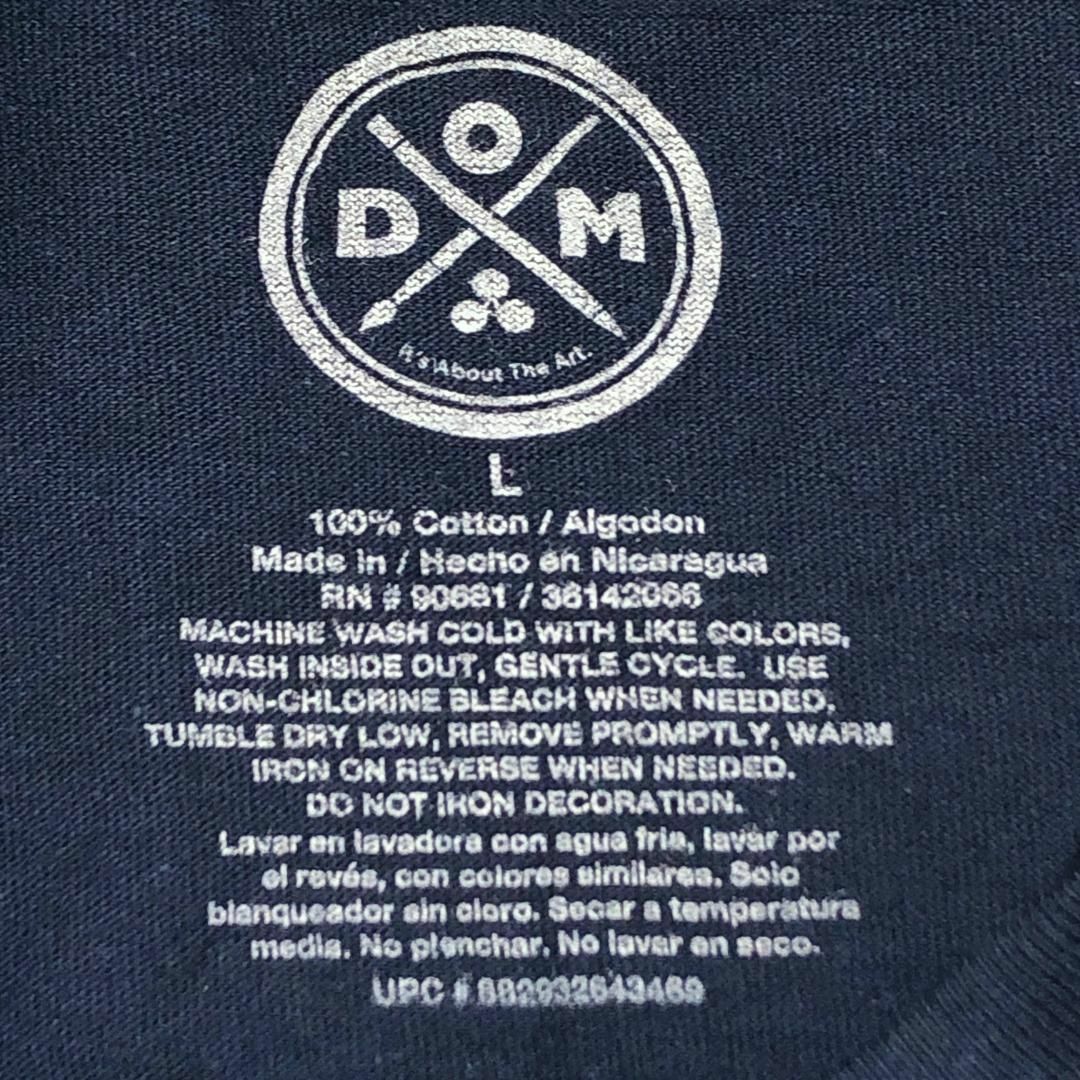 D O M
It's About The Art.
L
100% Cotton / Algodon
Made in / Hecho en Nicaragua
RN # 90681 / 36142066
MACHINE WASH COLD WITH LIKE COLORS,
WASH INSIDE OUT, GENTLE CYCLE. USE
NON-CHLORINE BLEACH WHEN NEEDED.
TUMBLE DRY LOW, REMOVE PROMPTLY, WARM
IRON ON REVERSE WHEN NEEDED.
DO NOT IRON DECORATION.
Lavar en lavadora con agua fria, lavar por
el revés, con colores similares. Solo
blanqueador sin cloro. Secar a temperatura
media. No planchar. No lavar en seco.
UPC # 882932643469